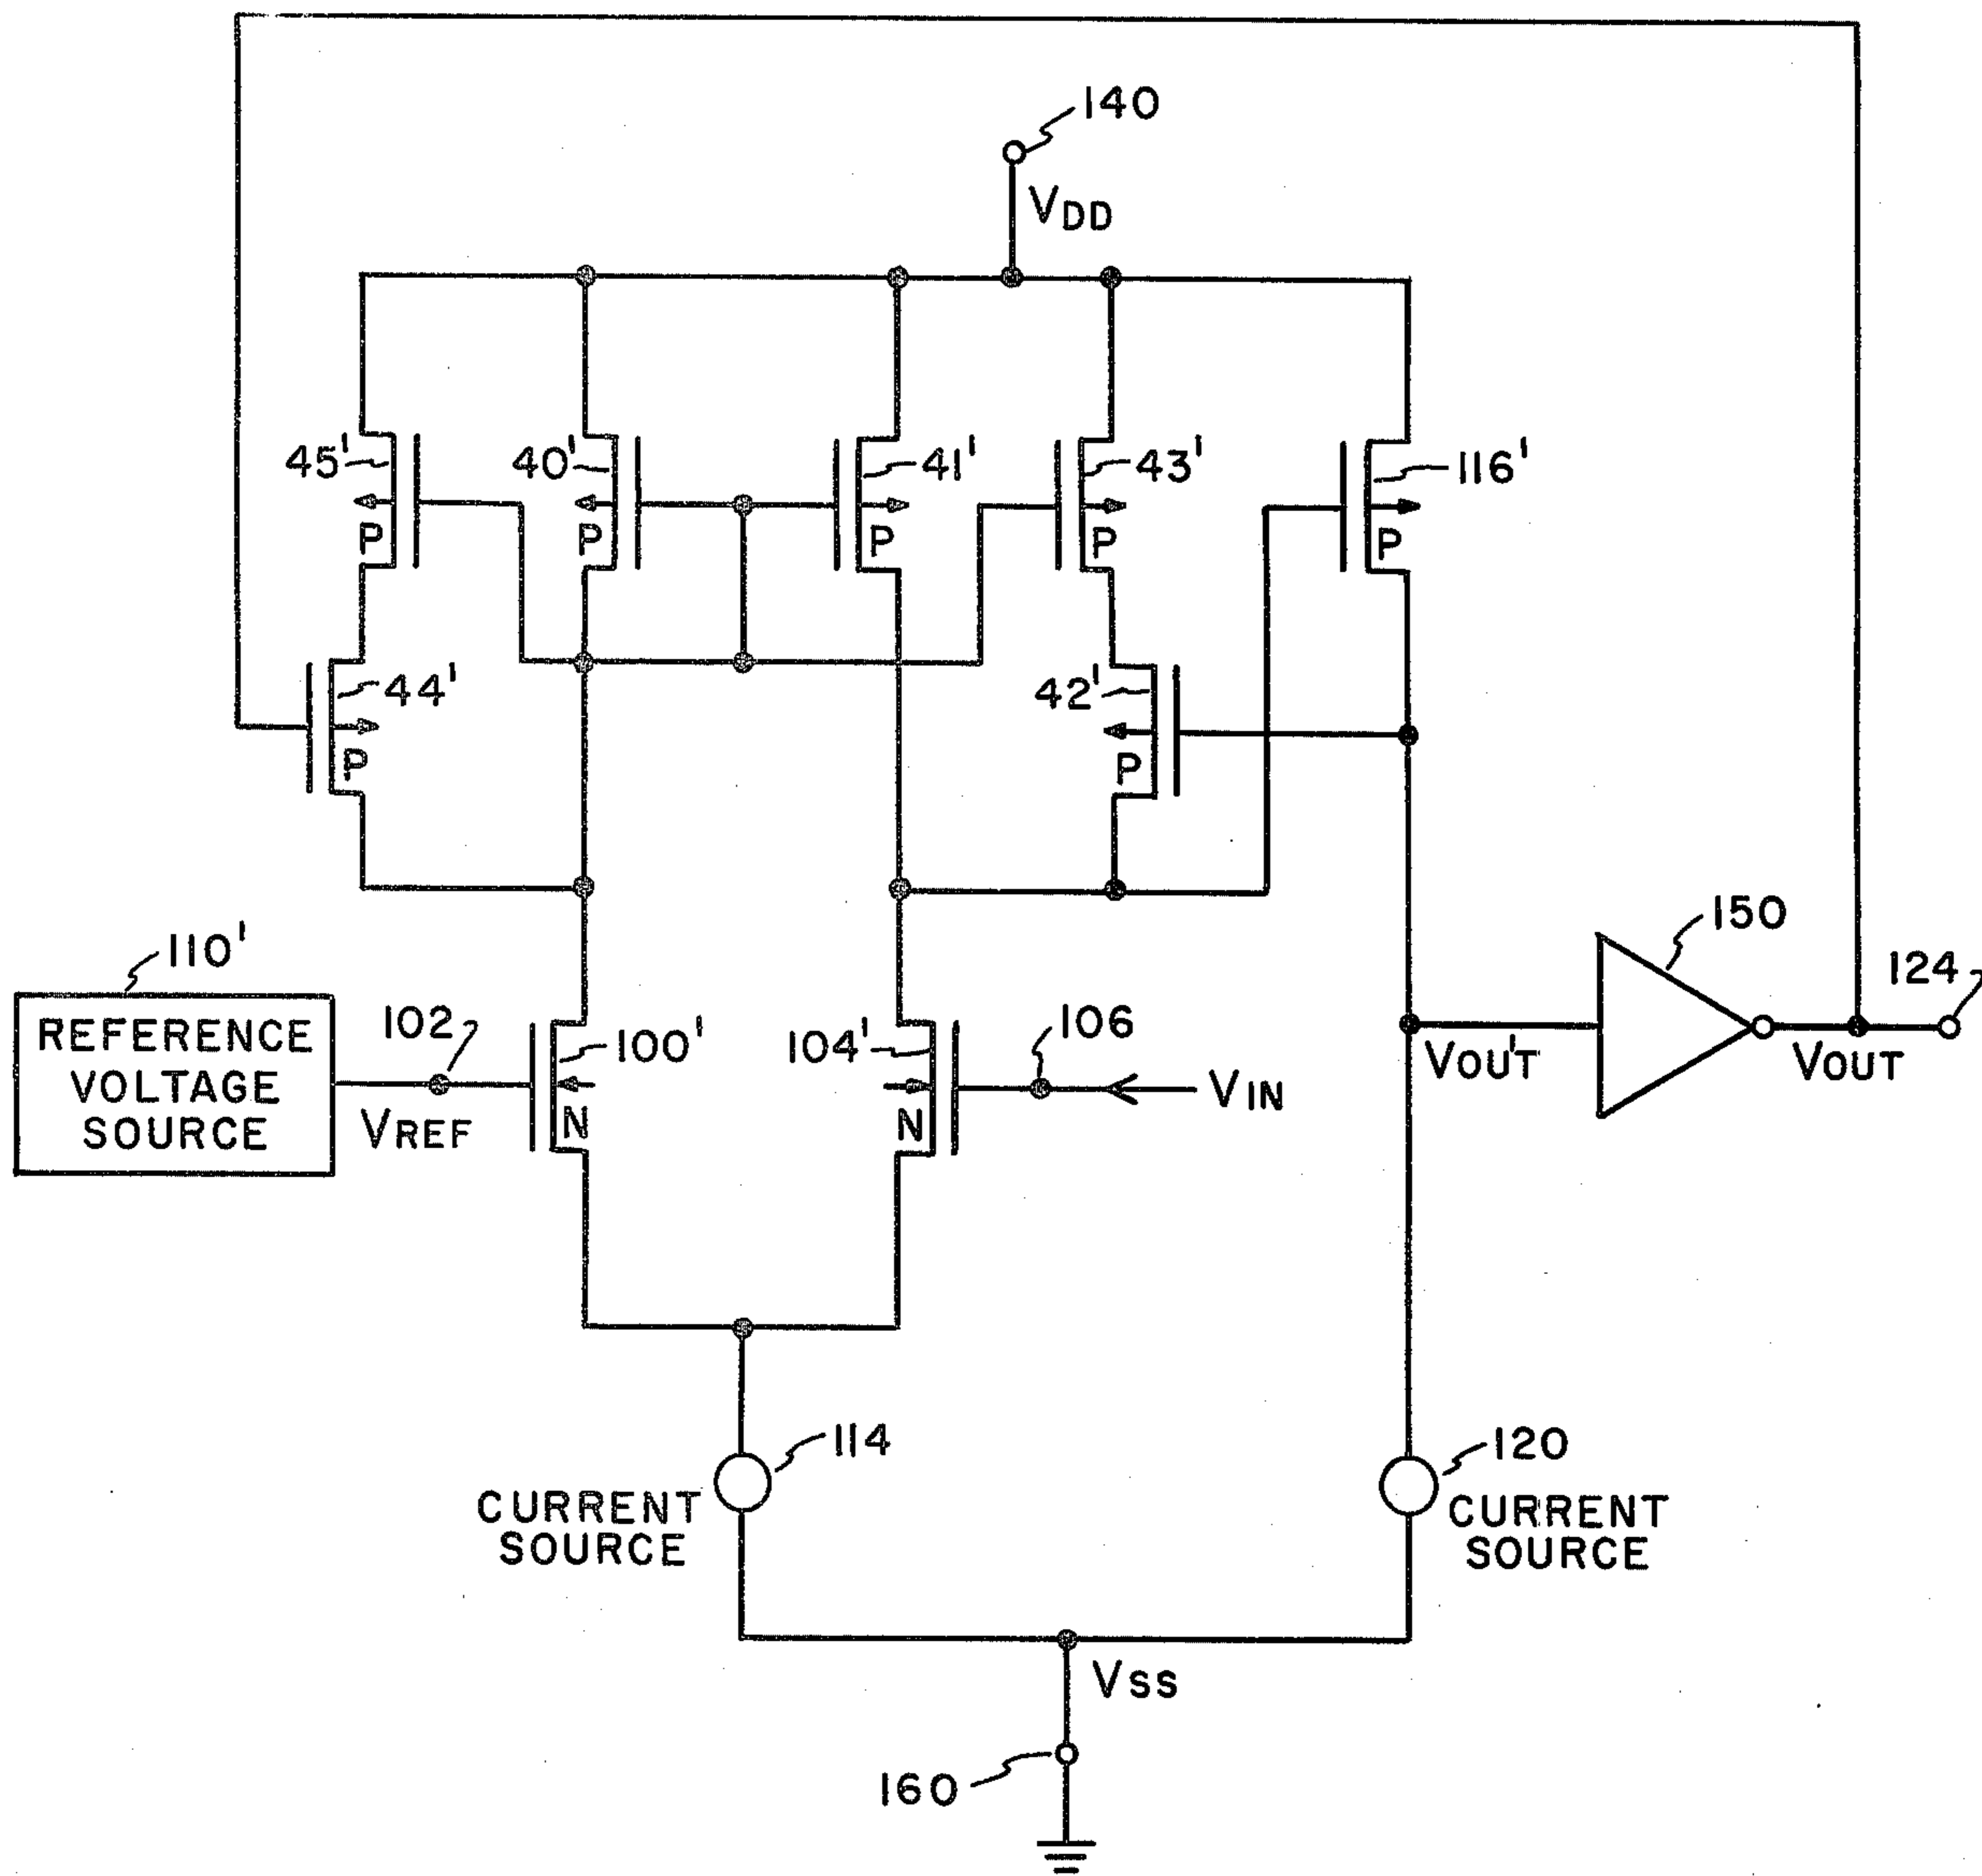 140
VDD
45'
40'
41'
43'
116'
P
P
P
P
P
44'
42'
P
P
110'
150
124
REFERENCE
VOLTAGE
SOURCE
102
100'
104'
106
VREF
N
N
VIN
VOUT'
VOUT
114
120
CURRENT
SOURCE
CURRENT
SOURCE
VSS
160